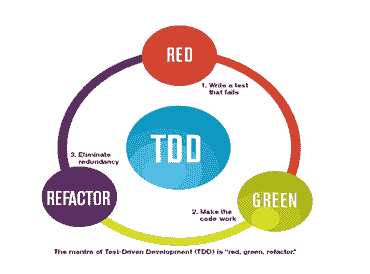 RED
1. Write a test
that fails
TDD
3. Eliminate
redundancy
REFACTOR
GREEN
2. Make the
code work
The mantra of Test-Driven Development (TDD) is "red, green, refactor."